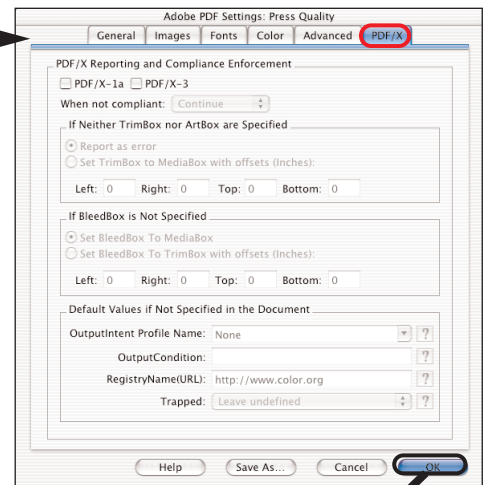 Adobe PDF Settings: Press Quality
General Images Fonts Color Advanced PDF/X
PDF/X Reporting and Compliance Enforcement
PDF/X-1a PDF/X-3
When not compliant: Continue
If Neither TrimBox nor ArtBox are Specified
Report as error
Set TrimBox to MediaBox with offsets (Inches):
Left: 0 Right: 0 Top: 0 Bottom: 0
If BleedBox is Not Specified
Set BleedBox To MediaBox
Set BleedBox To TrimBox with offsets (Inches):
Left: 0 Right: 0 Top: 0 Bottom: 0
Default Values if Not Specified in the Document
OutputIntent Profile Name: None ?
OutputCondition: ?
RegistryName(URL): http://www.color.org ?
Trapped: Leave undefined ?
Help Save As... Cancel OK